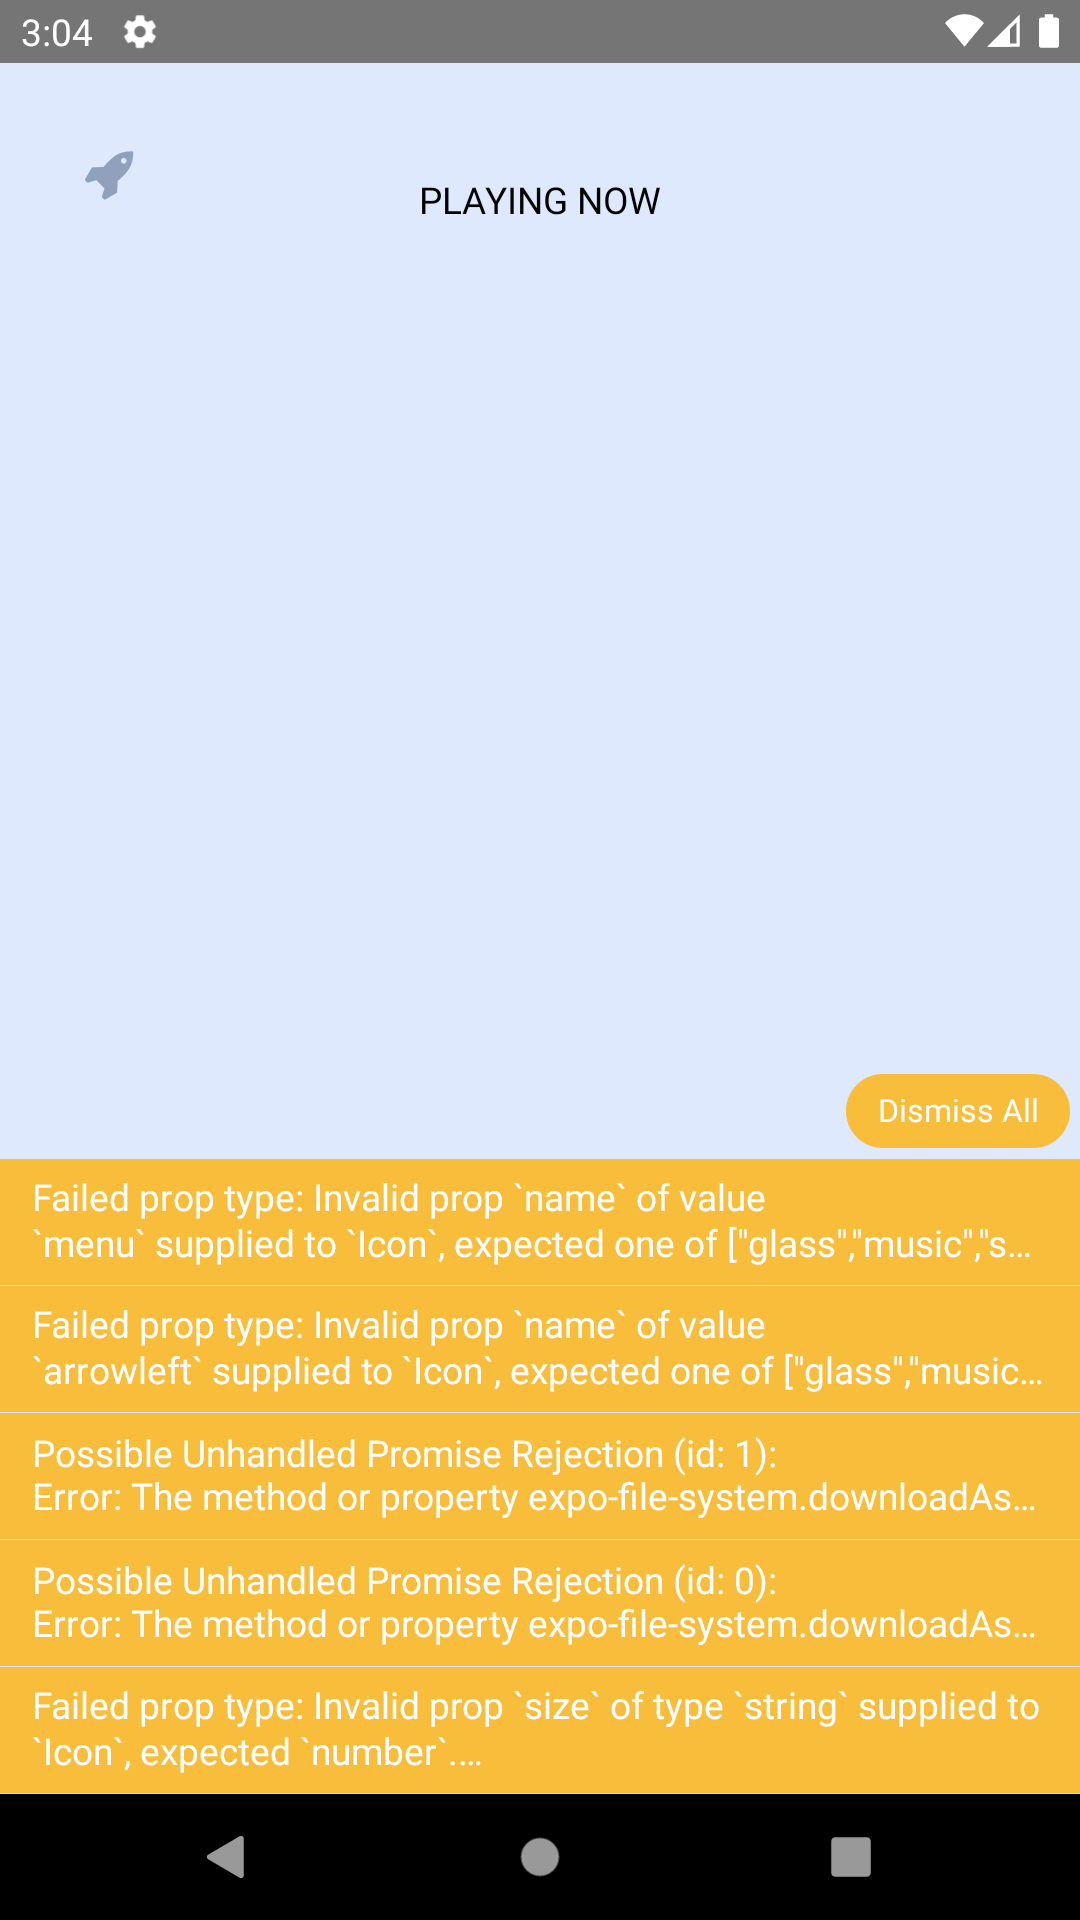 3:04
PLAYING NOW
Dismiss All
Failed prop type: Invalid prop `name` of value
`menu` supplied to `Icon`, expected one of ["glass","music","s...
Failed prop type: Invalid prop `name` of value
`arrowleft` supplied to `Icon`, expected one of ["glass","music...
Possible Unhandled Promise Rejection (id: 1):
Error: The method or property expo-file-system.downloadAs...
Possible Unhandled Promise Rejection (id: 0):
Error: The method or property expo-file-system.downloadAs...
Failed prop type: Invalid prop `size` of type `string` supplied to
`Icon`, expected `number`....